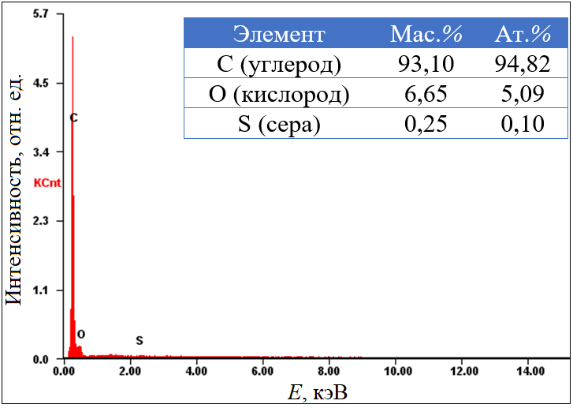 5.7
Элемент Мас.% Ат.%
С (углерод) 93,10 94,82
4.5
О (кислород) 6,65 5,09
C
S (сера) 0,25 0,10
3.4
KCnt
2.3
1.1
O S
0.0
0.00 2.00 4.00 6.00 8.00 10.00 12.00 14.00
E, кэВ
Интенсивность, отн. ед.